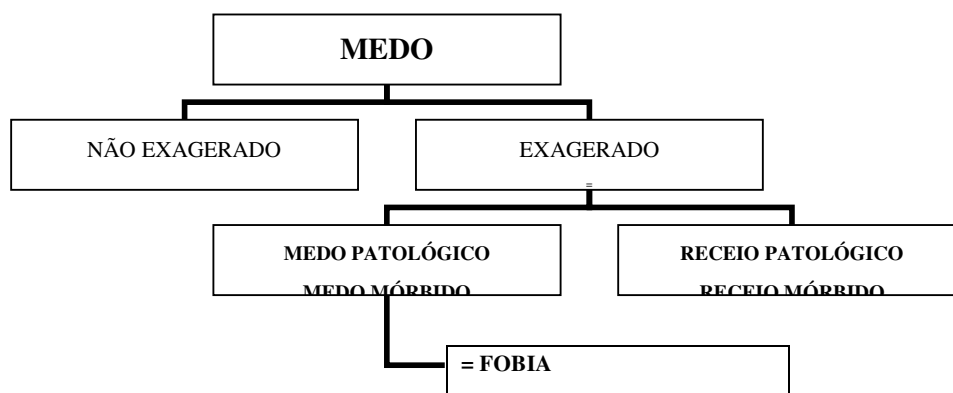 MEDO
NÃO EXAGERADO
EXAGERADO
=
MEDO PATOLÓGICO
MEDO MÓRBIDO
RECEIO PATOLÓGICO
RECEIO MÓRBIDO
= FOBIA